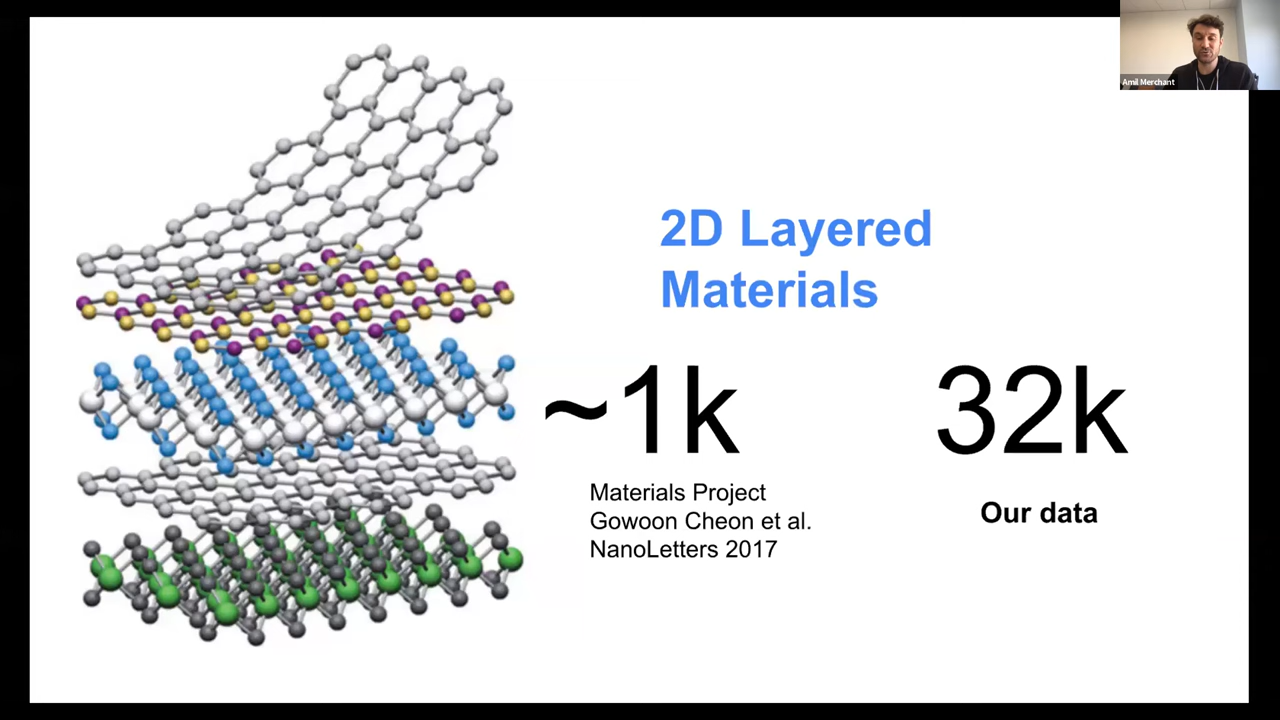 Amil Merchant
2D Layered
Materials
~1k
32k
Materials Project
Gowoon Cheon et al.
NanoLetters 2017
Our data